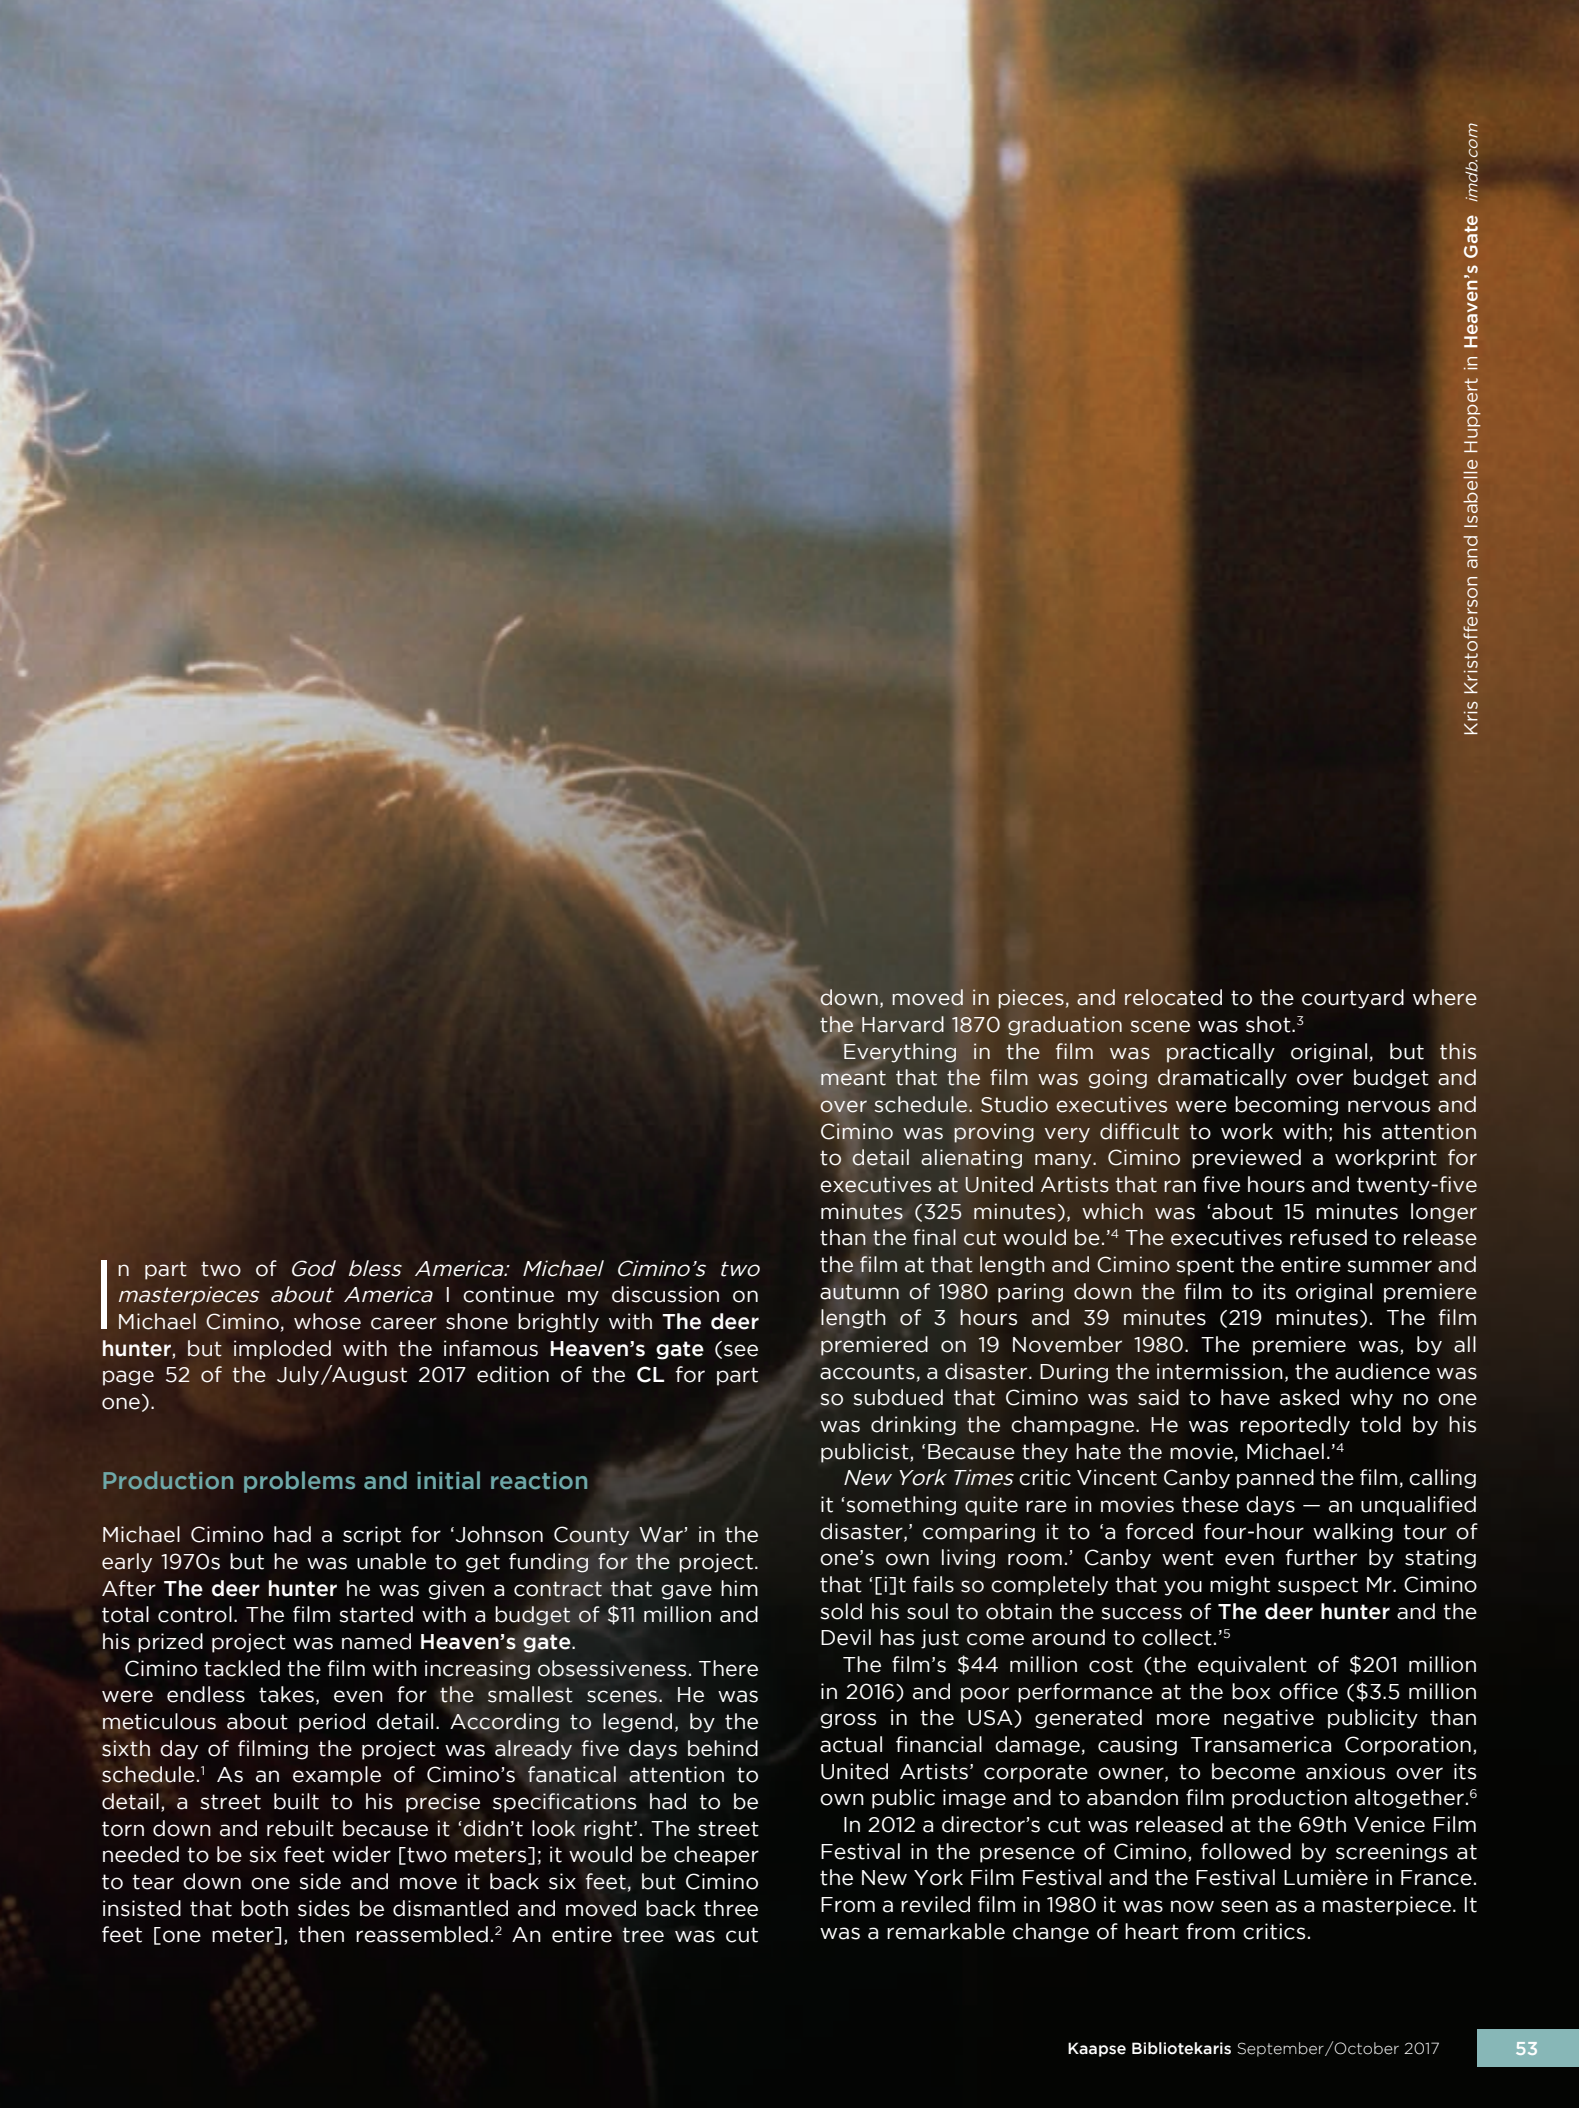 Kris Kristofferson and Isabelle Huppert in Heaven's Gate imdb.com
In part two of God bless America: Michael Cimino's two
masterpieces about America I continue my discussion on
Michael Cimino, whose career shone brightly with The deer
hunter, but imploded with the infamous Heaven's gate (see
page 52 of the July/August 2017 edition of the CL for part
one).
Production problems and initial reaction
Michael Cimino had a script for 'Johnson County War' in the
early 1970s but he was unable to get funding for the project.
After The deer hunter he was given a contract that gave him
total control. The film started with a budget of $11 million and
his prized project was named Heaven's gate.
Cimino tackled the film with increasing obsessiveness. There
were endless takes, even for the smallest scenes. He was
meticulous about period detail. According to legend, by the
sixth day of filming the project was already five days behind
schedule.¹ As an example of Cimino's fanatical attention to
detail, a street built to his precise specifications had to be
torn down and rebuilt because it 'didn't look right'. The street
needed to be six feet wider [two meters]; it would be cheaper
to tear down one side and move it back six feet, but Cimino
insisted that both sides be dismantled and moved back three
feet [one meter], then reassembled.² An entire tree was cut
down, moved in pieces, and relocated to the courtyard where
the Harvard 1870 graduation scene was shot.³
Everything in the film was practically original, but this
meant that the film was going dramatically over budget and
over schedule. Studio executives were becoming nervous and
Cimino was proving very difficult to work with; his attention
to detail alienating many. Cimino previewed a workprint for
executives at United Artists that ran five hours and twenty-five
minutes (325 minutes), which was 'about 15 minutes longer
than the final cut would be.'⁴ The executives refused to release
the film at that length and Cimino spent the entire summer and
autumn of 1980 paring down the film to its original premiere
length of 3 hours and 39 minutes (219 minutes). The film
premiered on 19 November 1980. The premiere was, by all
accounts, a disaster. During the intermission, the audience was
so subdued that Cimino was said to have asked why no one
was drinking the champagne. He was reportedly told by his
publicist, 'Because they hate the movie, Michael.'⁴
New York Times critic Vincent Canby panned the film, calling
it 'something quite rare in movies these days — an unqualified
disaster,' comparing it to 'a forced four-hour walking tour of
one's own living room.' Canby went even further by stating
that '[i]t fails so completely that you might suspect Mr. Cimino
sold his soul to obtain the success of The deer hunter and the
Devil has just come around to collect.'⁵
The film's $44 million cost (the equivalent of $201 million
in 2016) and poor performance at the box office ($3.5 million
gross in the USA) generated more negative publicity than
actual financial damage, causing Transamerica Corporation,
United Artists' corporate owner, to become anxious over its
own public image and to abandon film production altogether.⁶
In 2012 a director's cut was released at the 69th Venice Film
Festival in the presence of Cimino, followed by screenings at
the New York Film Festival and the Festival Lumière in France.
From a reviled film in 1980 it was now seen as a masterpiece. It
was a remarkable change of heart from critics.
Kaapse Bibliotekaris September/October 2017 53